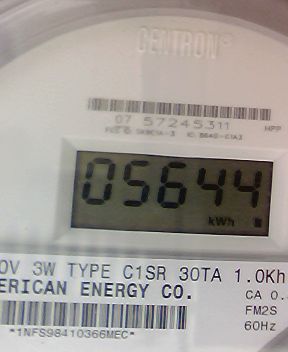 CENTRON®
07 57245311 HPP
05644
kWh
0V 3W TYPE C1SR 30TA 1.0Kh
ERICAN ENERGY CO. CA 0.
FM2S
*1NFS98410366MEC* 60Hz